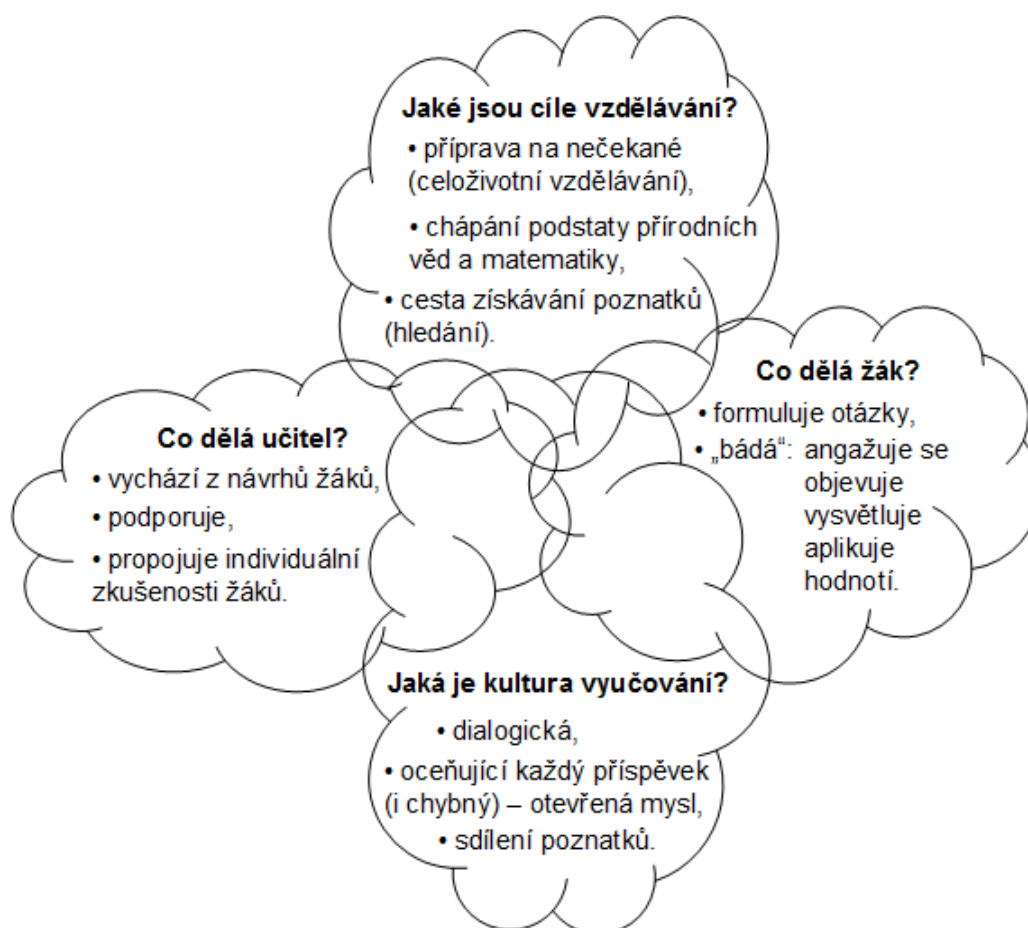 Jaké jsou cíle vzdělávání?
• příprava na nečekané
(celoživotní vzdělávání),
• chápání podstaty přírodních
věd a matematiky,
• cesta získávání poznatků
(hledání).
Co dělá učitel?
• vychází z návrhů žáků,
• podporuje,
• propojuje individuální
zkušenosti žáků.
Co dělá žák?
• formuluje otázky,
• „bádá“: angažuje se
objevuje
vysvětluje
aplikuje
hodnotí.
Jaká je kultura vyučování?
• dialogická,
• oceňující každý příspěvek
(i chybný) – otevřená mysl,
• sdílení poznatků.